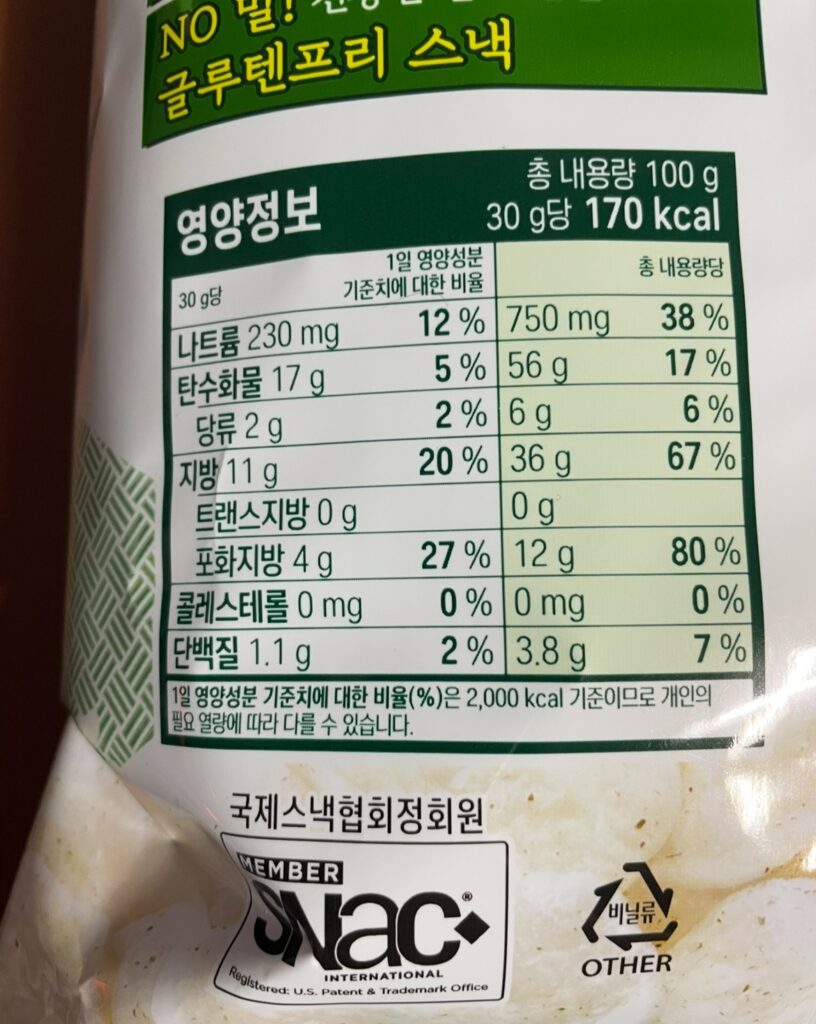 NO 밀!
글루텐프리 스낵
영양정보
총 내용량 100 g
30 g당 170 kcal
30 g당
1일 영양성분
기준치에 대한 비율
총 내용량당
나트륨 230 mg 12 % 750 mg 38 %
탄수화물 17 g 5 % 56 g 17 %
당류 2 g 2 % 6 g 6 %
지방 11 g 20 % 36 g 67 %
트랜스지방 0 g 0 g
포화지방 4 g 27 % 12 g 80 %
콜레스테롤 0 mg 0 % 0 mg 0 %
단백질 1.1 g 2 % 3.8 g 7 %
1일 영양성분 기준치에 대한 비율(%)은 2,000 kcal 기준이므로 개인의
필요 열량에 따라 다를 수 있습니다.
국제스낵협회정회원
MEMBER
SNac®
INTERNATIONAL
Registered: U.S. Patent & Trademark Office
비닐류
OTHER